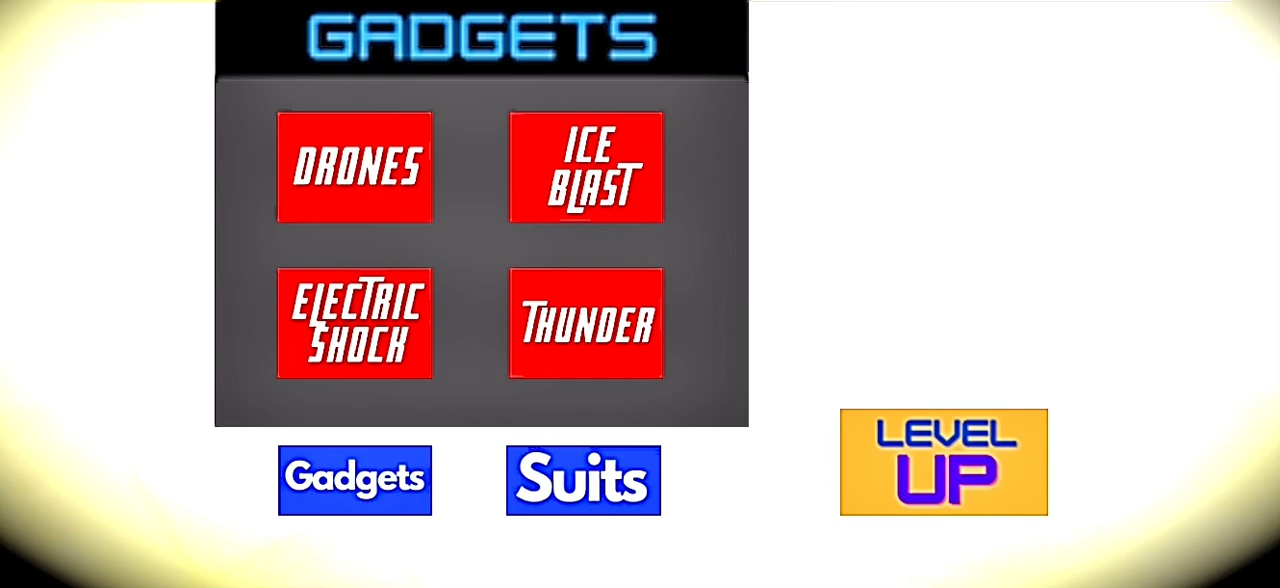 GADGETS
DRONES
ICE
BLAST
ELECTRIC
SHOCK
THUNDER
Gadgets
Suits
LEVEL
UP